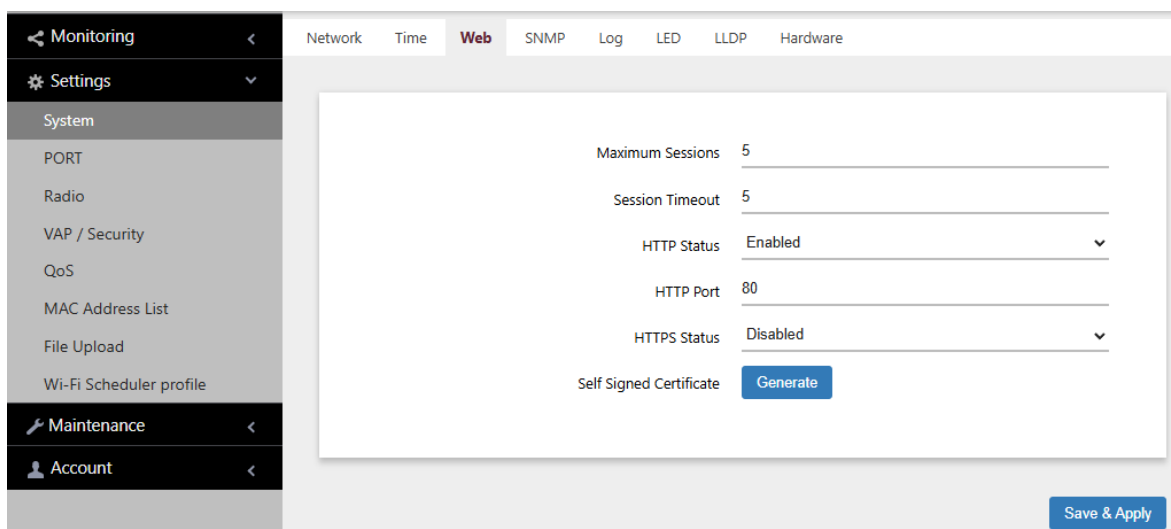 Monitoring
Settings
System
PORT
Radio
VAP / Security
QoS
MAC Address List
File Upload
Wi-Fi Scheduler profile
Maintenance
Account
Network Time Web SNMP Log LED LLDP Hardware
Maximum Sessions 5
Session Timeout 5
HTTP Status Enabled
HTTP Port 80
HTTPS Status Disabled
Self Signed Certificate Generate
Save & Apply